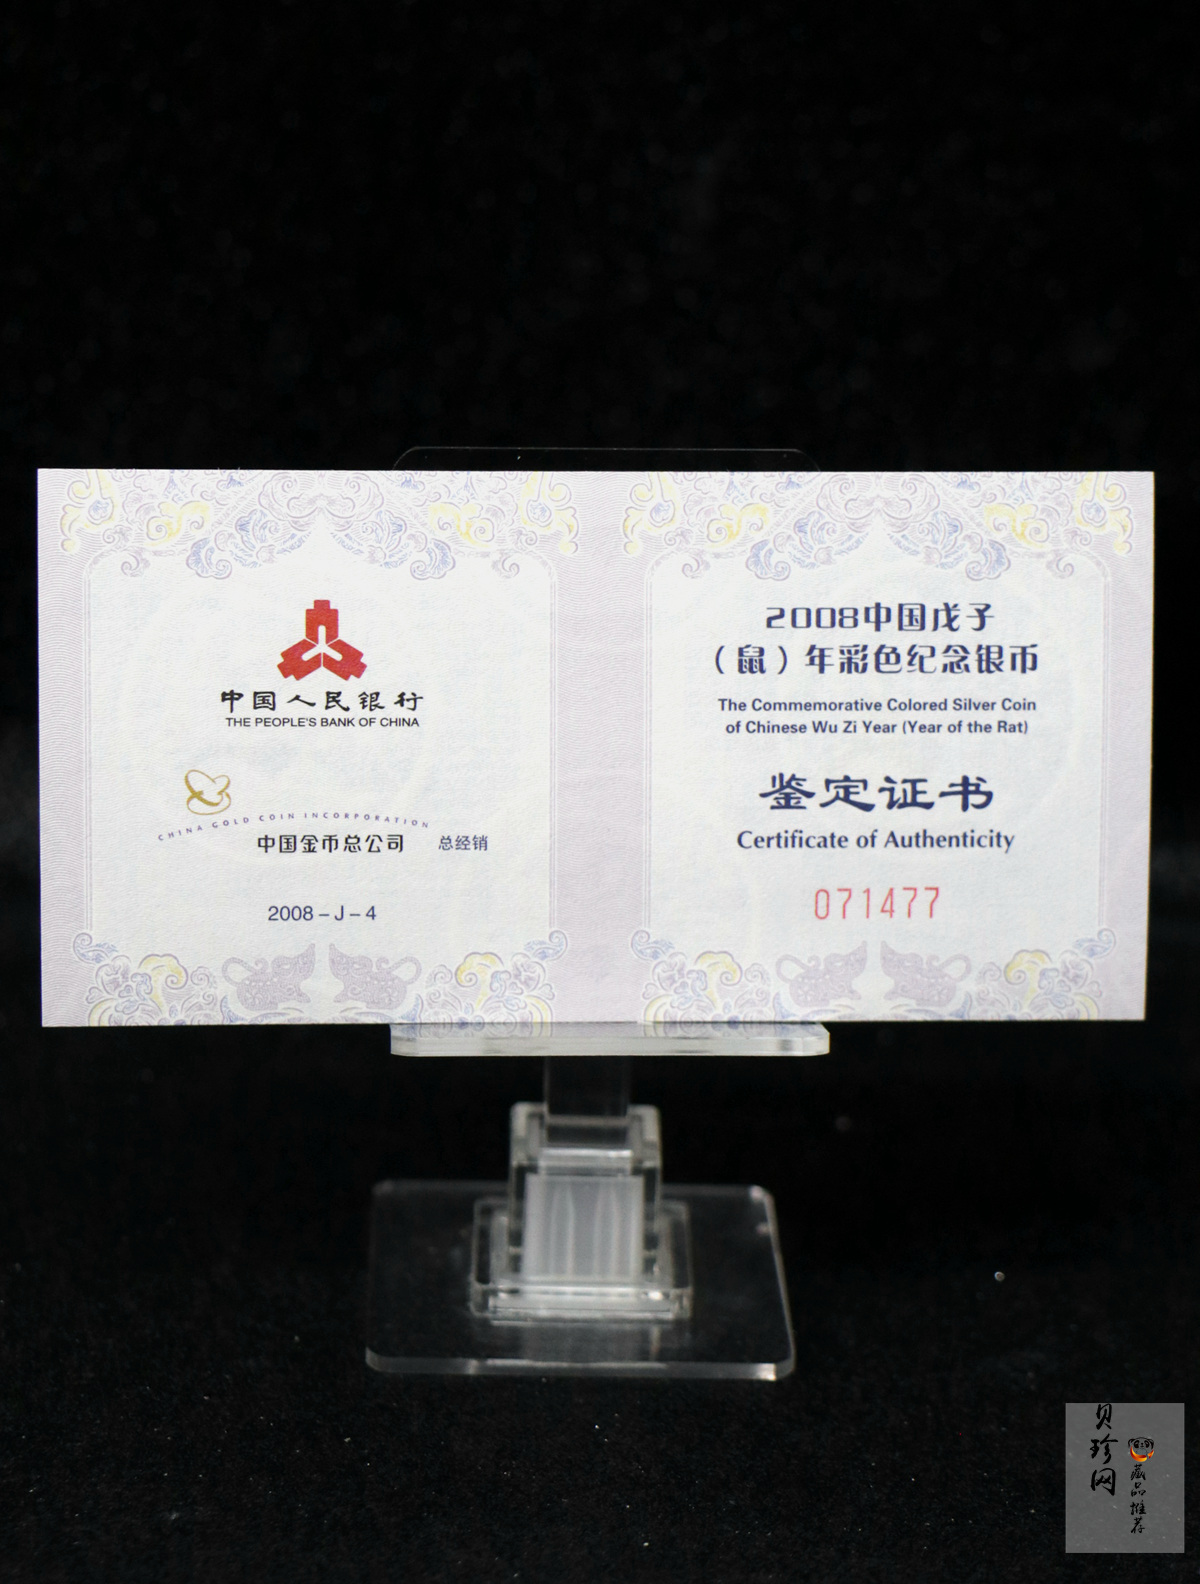 中国人民银行
THE PEOPLE'S BANK OF CHINA
CHINA GOLD COIN INCORPORATION
中国金币总公司 总经销
2008－J－4
2008中国戊子
（鼠）年彩色纪念银币
The Commemorative Colored Silver Coin
of Chinese Wu Zi Year (Year of the Rat)
鉴定证书
Certificate of Authenticity
071477
贝珍网
藏品推荐